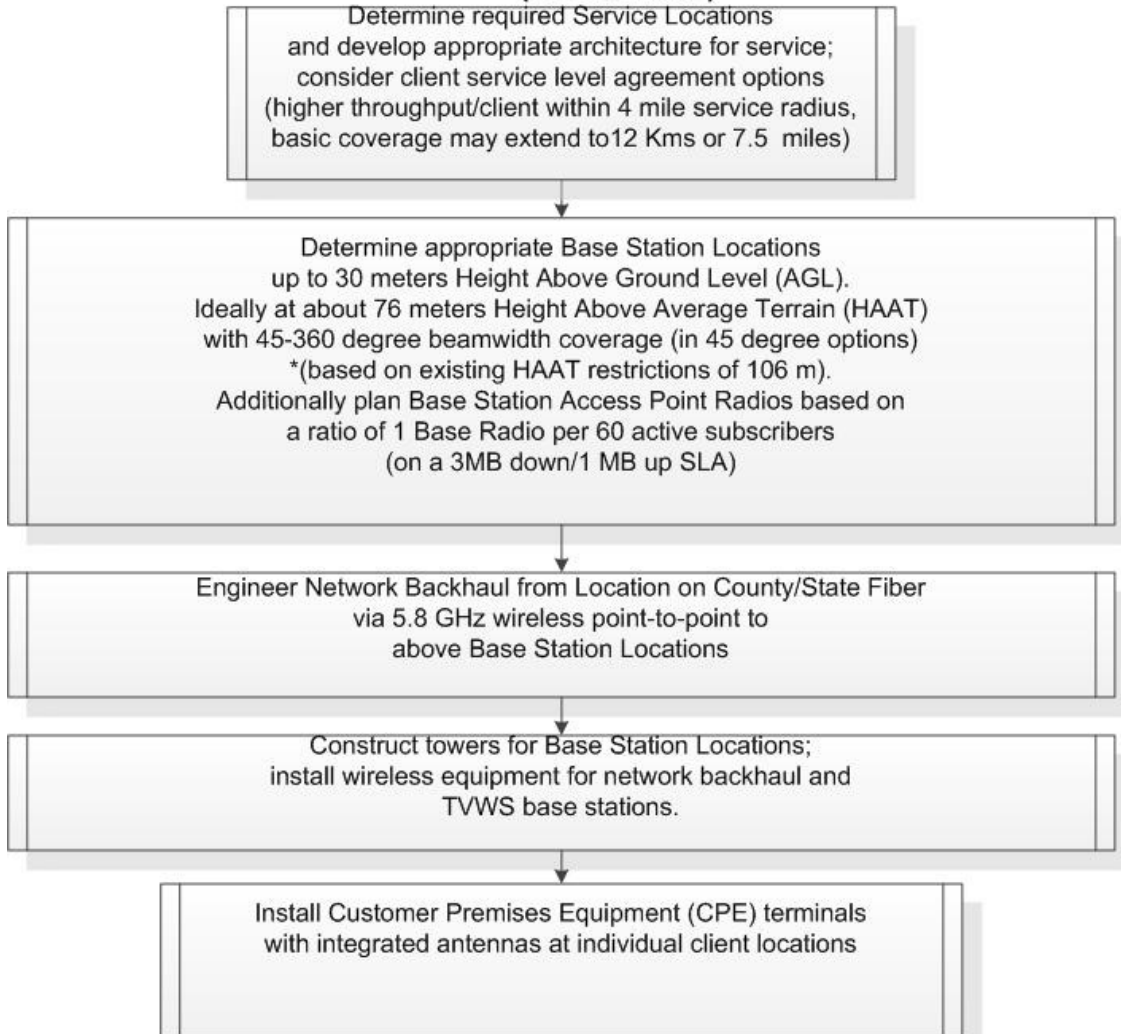 Determine required Service Locations
and develop appropriate architecture for service;
consider client service level agreement options
(higher throughput/client within 4 mile service radius,
basic coverage may extend to12 Kms or 7.5 miles)
Determine appropriate Base Station Locations
up to 30 meters Height Above Ground Level (AGL).
Ideally at about 76 meters Height Above Average Terrain (HAAT)
with 45-360 degree beamwidth coverage (in 45 degree options)
*(based on existing HAAT restrictions of 106 m).
Additionally plan Base Station Access Point Radios based on
a ratio of 1 Base Radio per 60 active subscribers
(on a 3MB down/1 MB up SLA)
Engineer Network Backhaul from Location on County/State Fiber
via 5.8 GHz wireless point-to-point to
above Base Station Locations
Construct towers for Base Station Locations;
install wireless equipment for network backhaul and
TVWS base stations.
Install Customer Premises Equipment (CPE) terminals
with integrated antennas at individual client locations